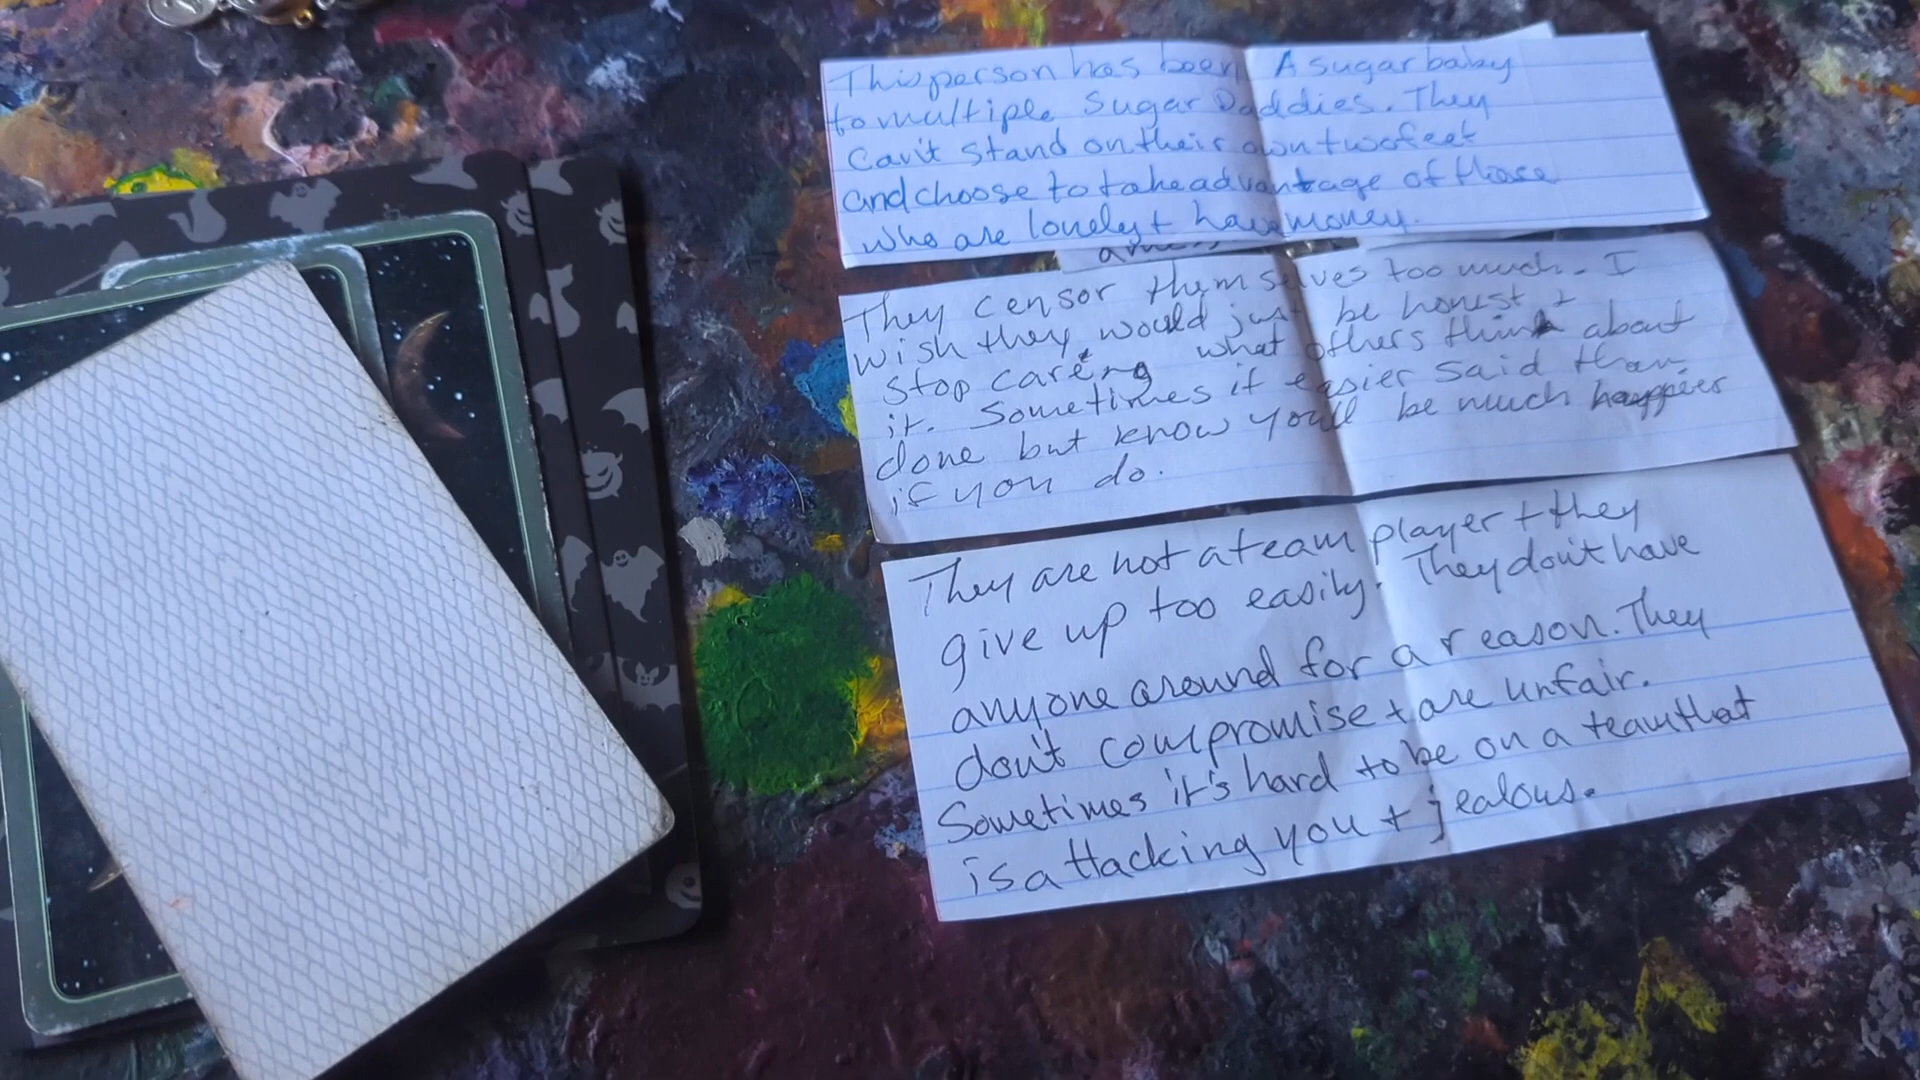 This person has been A sugar baby
to multiple Sugar Daddies. They
can't stand on their own two feet
and choose to take advantage of those
who are lonely + have money.
They censor themselves too much. I
wish they would just be honest +
stop caring what others think about
it. Sometimes it easier said than
done but know you'll be much happier
if you do.
They are not a team player + they
give up too easily. They don't have
anyone around for a reason. They
don't compromise + are unfair.
Sometimes it's hard to be on a team that
is attacking you + jealous.